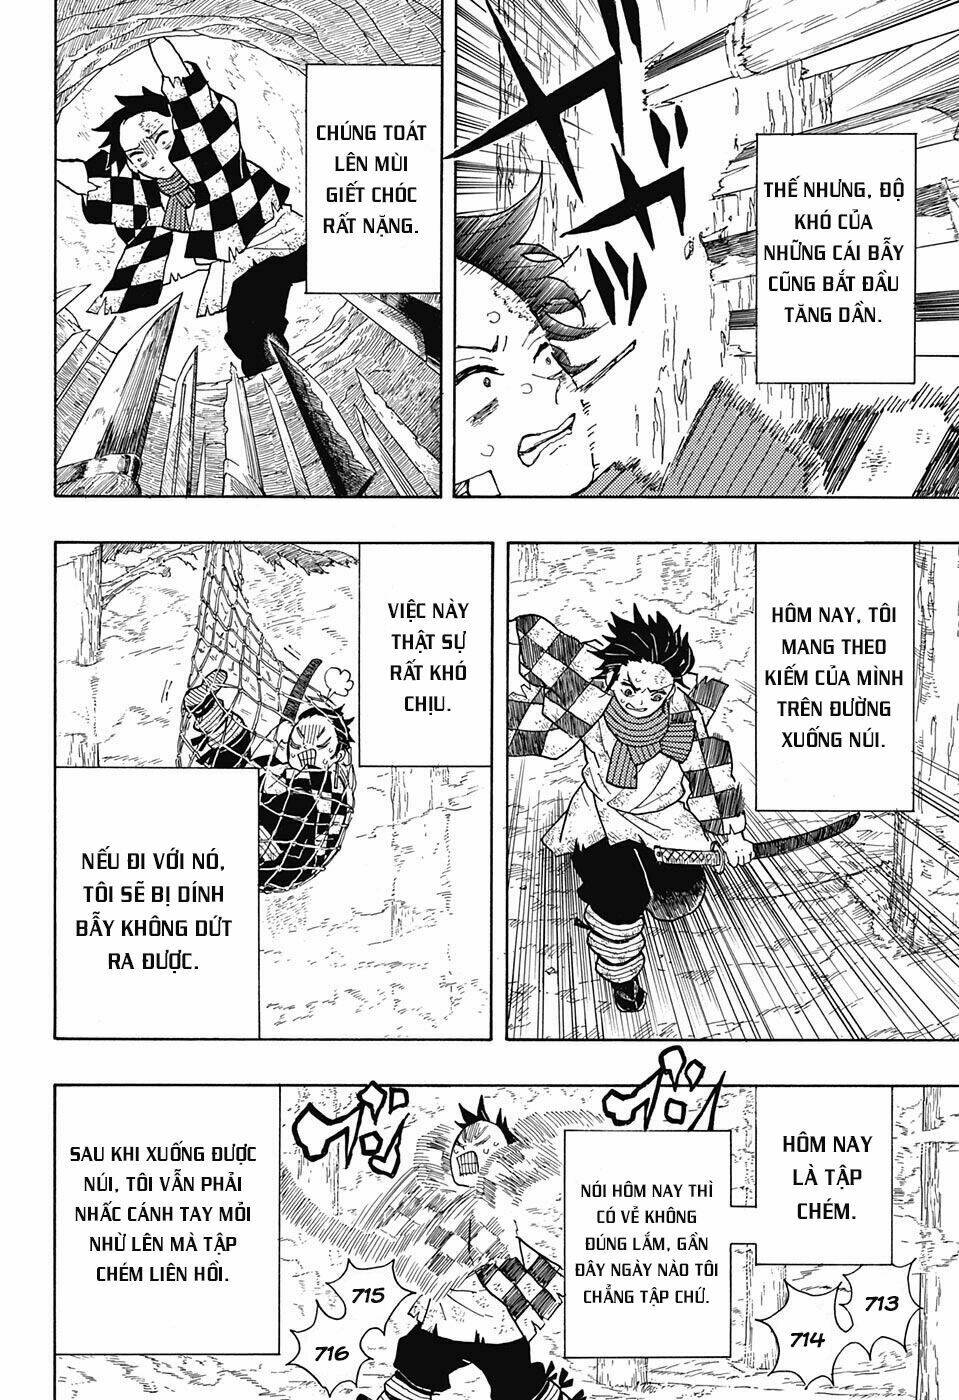 THẾ NHƯNG, ĐỘ
KHÓ CỦA
NHỮNG CÁI BẪY
CŨNG BẮT ĐẦU
TĂNG DẦN.
CHÚNG TOÁT
LÊN MÙI
GIẾT CHÓC
RẤT NẶNG.
HÔM NAY, TÔI
MANG THEO
KIẾM CỦA MÌNH
TRÊN ĐƯỜNG
XUỐNG NÚI.
VIỆC NÀY
THẬT SỰ
RẤT KHÓ
CHỊU.
NẾU ĐI VỚI NÓ,
TÔI SẼ BỊ DÍNH
BẪY KHÔNG DỨT
RA ĐƯỢC.
HÔM NAY
LÀ TẬP
CHÉM.
713
714
NÓI HÔM NAY THÌ
CÓ VẺ KHÔNG
ĐÚNG LẮM, GẦN
ĐÂY NGÀY NÀO TÔI
CHẲNG TẬP CHỨ.
715
716
SAU KHI XUỐNG ĐƯỢC
NÚI, TÔI VẪN PHẢI
NHẤC CÁNH TAY MỎI
NHỪ LÊN MÀ TẬP
CHÉM LIÊN HỒI.